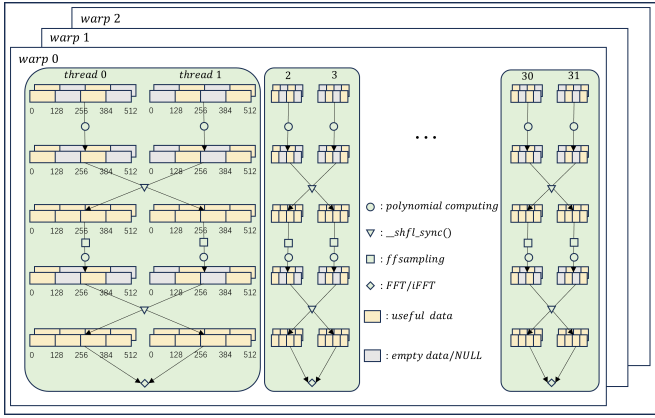 warp 2
warp 1
warp 0
thread 0 thread 1 2 3 30 31
0 128 256 384 512 0 128 256 384 512
...
0 128 256 384 512 0 128 256 384 512
: polynomial computing
0 128 256 384 512 0 128 256 384 512
: __shfl_sync()
: ffsampling
: FFT/iFFT
0 128 256 384 512 0 128 256 384 512
: useful data
0 128 256 384 512 0 128 256 384 512
: empty data/NULL